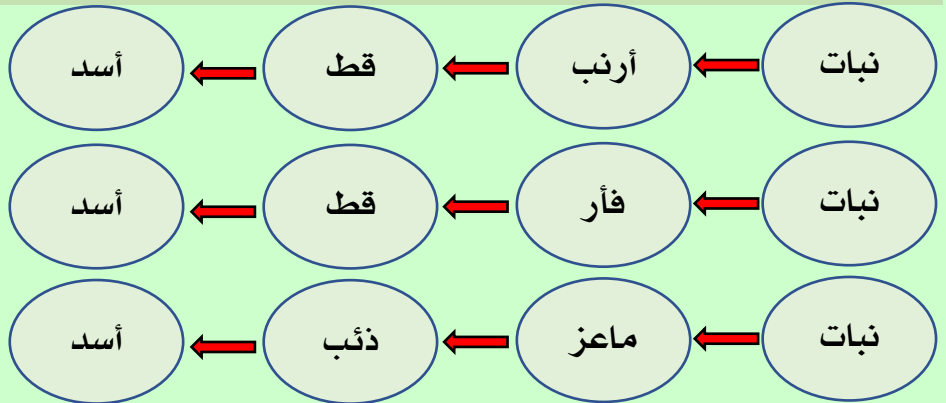 نبات أرنب قط أسد
نبات فأر قط أسد
نبات ماعز ذئب أسد